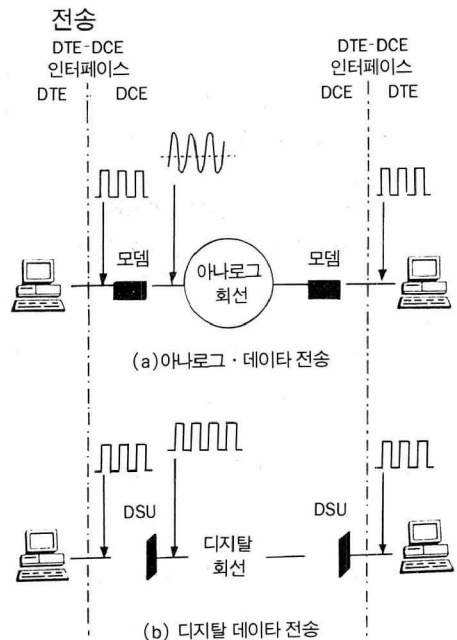 전송
DTE-DCE
인터페이스
DTE DCE
DTE-DCE
인터페이스
DCE DTE
모뎀
아나로그
회선
모뎀
(a)아나로그 · 데이타 전송
DSU
디지탈
회선
DSU
(b) 디지탈 데이타 전송